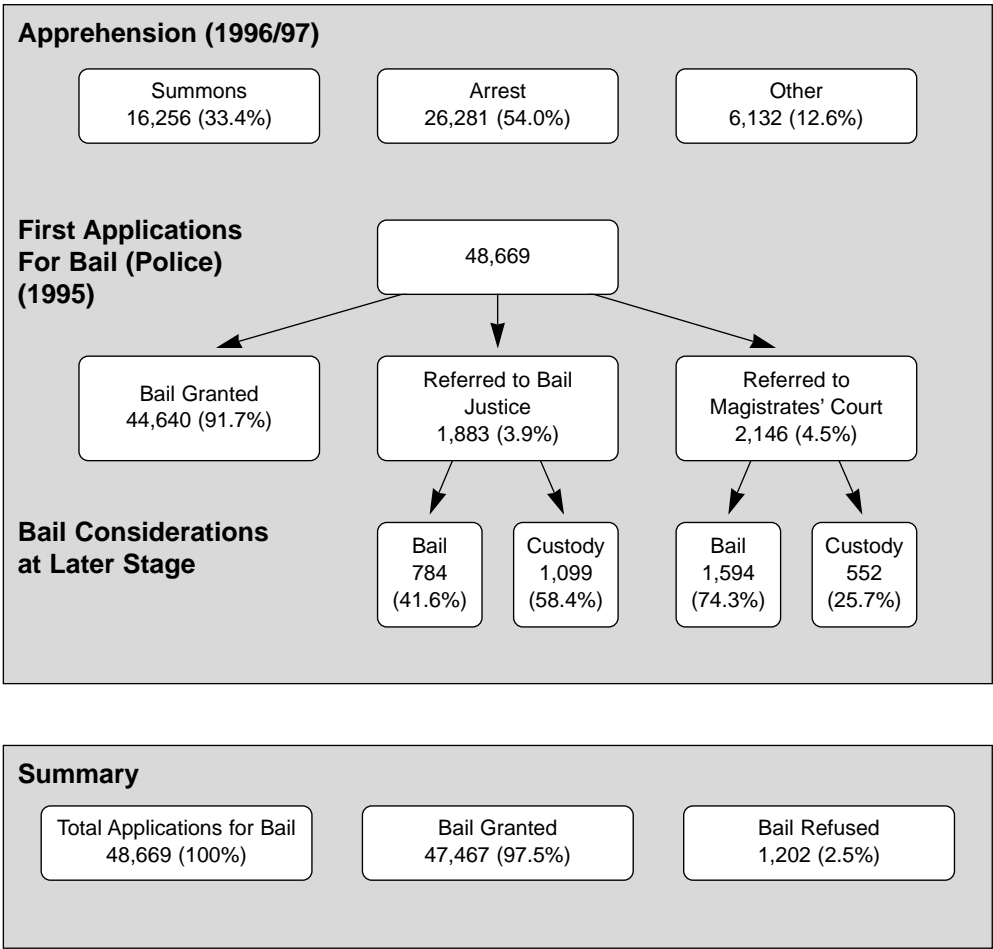 Apprehension (1996/97)
Summons
16,256 (33.4%)
Arrest
26,281 (54.0%)
Other
6,132 (12.6%)
First Applications
For Bail (Police)
(1995)
48,669
Bail Granted
44,640 (91.7%)
Referred to Bail
Justice
1,883 (3.9%)
Referred to
Magistrates' Court
2,146 (4.5%)
Bail Considerations
at Later Stage
Bail
784
(41.6%)
Custody
1,099
(58.4%)
Bail
1,594
(74.3%)
Custody
552
(25.7%)
Summary
Total Applications for Bail
48,669 (100%)
Bail Granted
47,467 (97.5%)
Bail Refused
1,202 (2.5%)